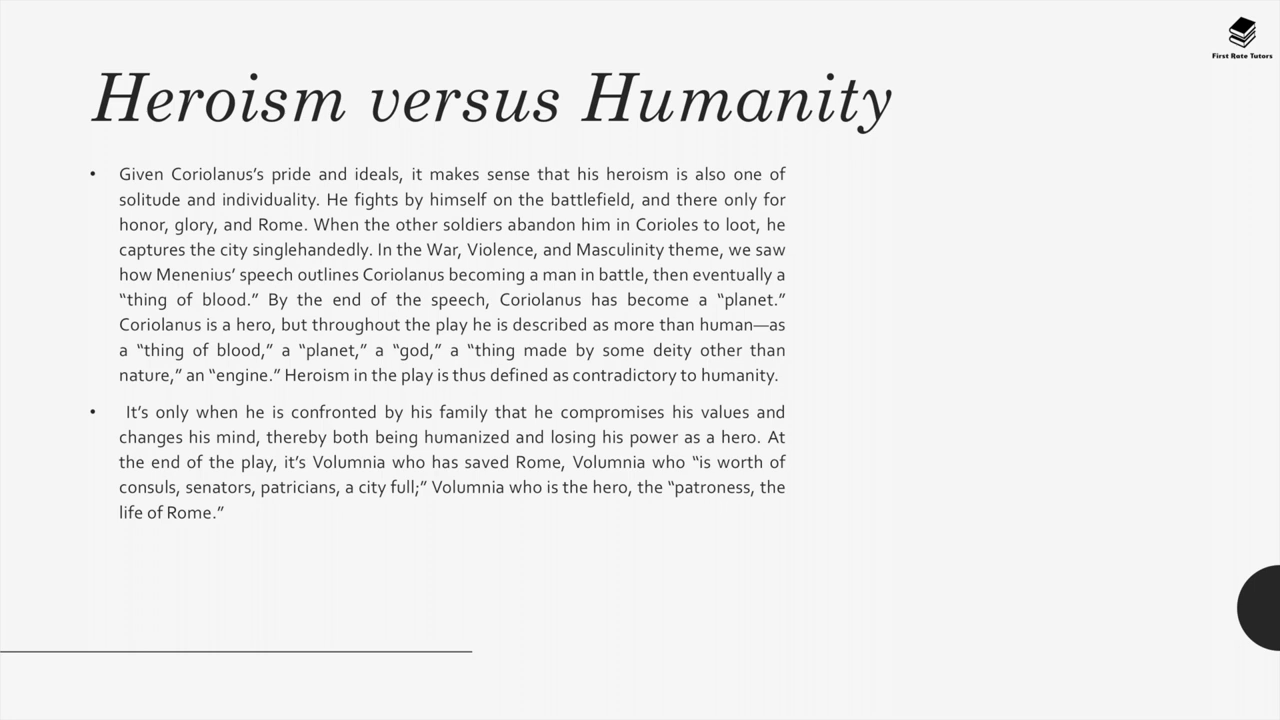 First Rate Tutors
Heroism versus Humanity
• Given Coriolanus’s pride and ideals, it makes sense that his heroism is also one of
solitude and individuality. He fights by himself on the battlefield, and there only for
honor, glory, and Rome. When the other soldiers abandon him in Corioles to loot, he
captures the city singlehandedly. In the War, Violence, and Masculinity theme, we saw
how Menenius’ speech outlines Coriolanus becoming a man in battle, then eventually a
“thing of blood.” By the end of the speech, Coriolanus has become a “planet.”
Coriolanus is a hero, but throughout the play he is described as more than human—as
a “thing of blood,” a “planet,” a “god,” a “thing made by some deity other than
nature,” an “engine.” Heroism in the play is thus defined as contradictory to humanity.
• It’s only when he is confronted by his family that he compromises his values and
changes his mind, thereby both being humanized and losing his power as a hero. At
the end of the play, it’s Volumnia who has saved Rome, Volumnia who “is worth of
consuls, senators, patricians, a city full;” Volumnia who is the hero, the “patroness, the
life of Rome.”